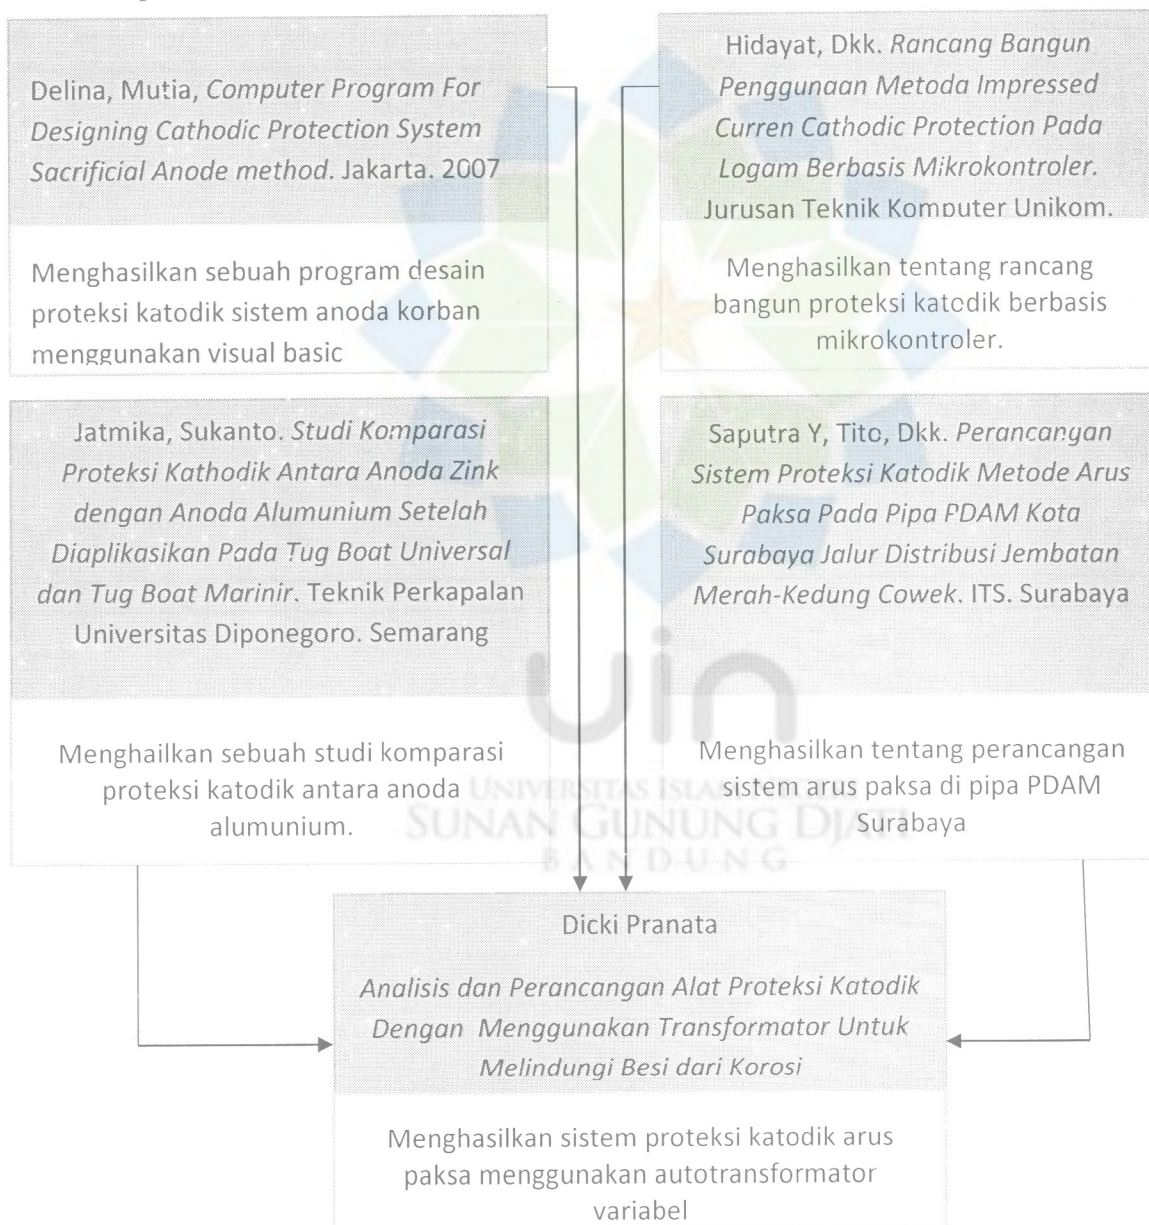 Delina, Mutia, Computer Program For
Designing Cathodic Protection System
Sacrificial Anode method. Jakarta. 2007
Menghasilkan sebuah program desain
proteksi katodik sistem anoda korban
menggunakan visual basic
Hidayat, Dkk. Rancang Bangun
Penggunaan Metoda Impressed
Curren Cathodic Protection Pada
Logam Berbasis Mikrokontroler.
Jurusan Teknik Komputer Unikom.
Menghasilkan tentang rancang
bangun proteksi katodik berbasis
mikrokontroler.
Jatmika, Sukanto. Studi Komparasi
Proteksi Kathodik Antara Anoda Zink
dengan Anoda Alumunium Setelah
Diaplikasikan Pada Tug Boat Universal
dan Tug Boat Marinir. Teknik Perkapalan
Universitas Diponegoro. Semarang
Menghailkan sebuah studi komparasi
proteksi katodik antara anoda
alumunium.
Saputra Y, Tito, Dkk. Perancangan
Sistem Proteksi Katodik Metode Arus
Paksa Pada Pipa PDAM Kota
Surabaya Jalur Distribusi Jembatan
Merah-Kedung Cowek. ITS. Surabaya
Menghasilkan tentang perancangan
sistem arus paksa di pipa PDAM
Surabaya
uin
UNIVERSITAS ISLAM NEGERI
SUNAN GUNUNG DJATI
BANDUNG
Dicki Pranata
Analisis dan Perancangan Alat Proteksi Katodik
Dengan Menggunakan Transformator Untuk
Melindungi Besi dari Korosi
Menghasilkan sistem proteksi katodik arus
paksa menggunakan autotransformator
variabel